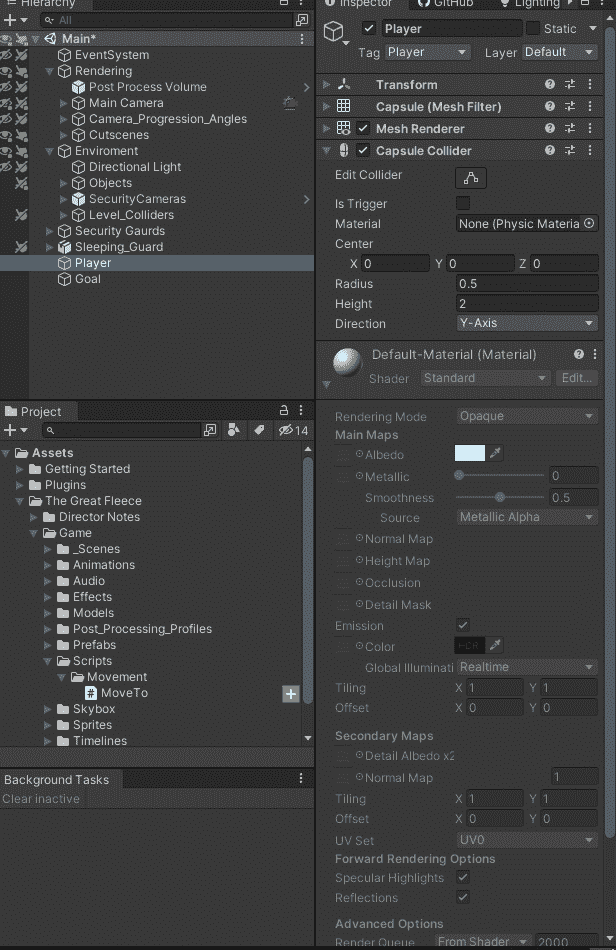 Hierarchy
All
Main*
EventSystem
Rendering
Post Process Volume
Main Camera
Camera_Progression_Angles
Cutscenes
Enviroment
Directional Light
Objects
SecurityCameras
Level_Colliders
Security Gaurds
Sleeping_Guard
Player
Goal
Project
14
Assets
Getting Started
Plugins
The Great Fleece
Director Notes
Game
_Scenes
Animations
Audio
Effects
Models
Post_Processing_Profiles
Prefabs
Scripts
Movement
# MoveTo
Skybox
Sprites
Timelines
Background Tasks
Clear inactive
Inspector GitHub Lighting
Player Static
Tag Player Layer Default
Transform
Capsule (Mesh Filter)
Mesh Renderer
Capsule Collider
Edit Collider
Is Trigger
Material None (Physic Materia
Center
X 0 Y 0 Z 0
Radius 0.5
Height 2
Direction Y-Axis
Default-Material (Material)
Shader Standard Edit...
Rendering Mode Opaque
Main Maps
Albedo
Metallic 0
Smoothness 0.5
Source Metallic Alpha
Normal Map
Height Map
Occlusion
Detail Mask
Emission
Color HDR
Global Illuminati Realtime
Tiling X 1 Y 1
Offset X 0 Y 0
Secondary Maps
Detail Albedo x2
Normal Map 1
Tiling X 1 Y 1
Offset X 0 Y 0
UV Set UV0
Forward Rendering Options
Specular Highlights
Reflections
Advanced Options
Render Queue From Shader 2000